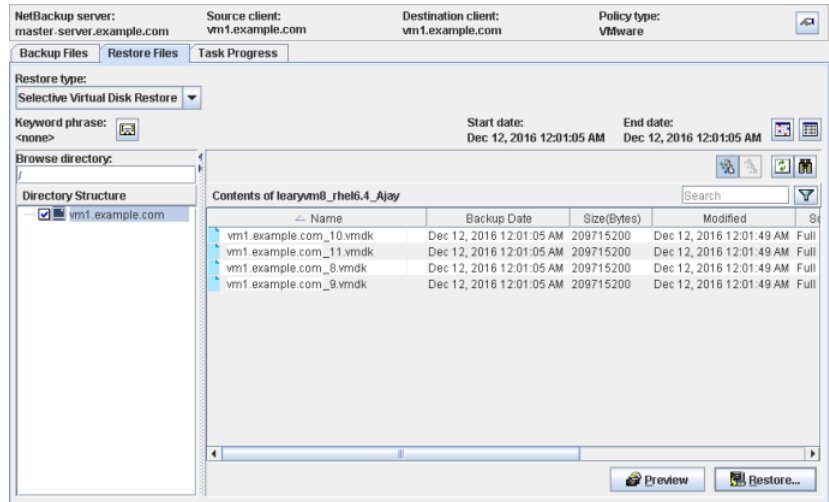 NetBackup server: Source client: Destination client: Policy type:
master-server.example.com vm1.example.com vm1.example.com VMware
Backup Files Restore Files Task Progress
Restore type:
Selective Virtual Disk Restore
Keyword phrase: Start date: End date:
<none> Dec 12, 2016 12:01:05 AM Dec 12, 2016 12:01:05 AM
Browse directory:
/
Directory Structure Contents of learyvm8_rhel6.4_Ajay Search
vm1.example.com Name Backup Date Size(Bytes) Modified
vm1.example.com_10.vmdk Dec 12, 2016 12:01:05 AM 209715200 Dec 12, 2016 12:01:49 AM Full
vm1.example.com_11.vmdk Dec 12, 2016 12:01:05 AM 209715200 Dec 12, 2016 12:01:49 AM Full
vm1.example.com_8.vmdk Dec 12, 2016 12:01:05 AM 209715200 Dec 12, 2016 12:01:49 AM Full
vm1.example.com_9.vmdk Dec 12, 2016 12:01:05 AM 209715200 Dec 12, 2016 12:01:49 AM Full
Preview Restore...